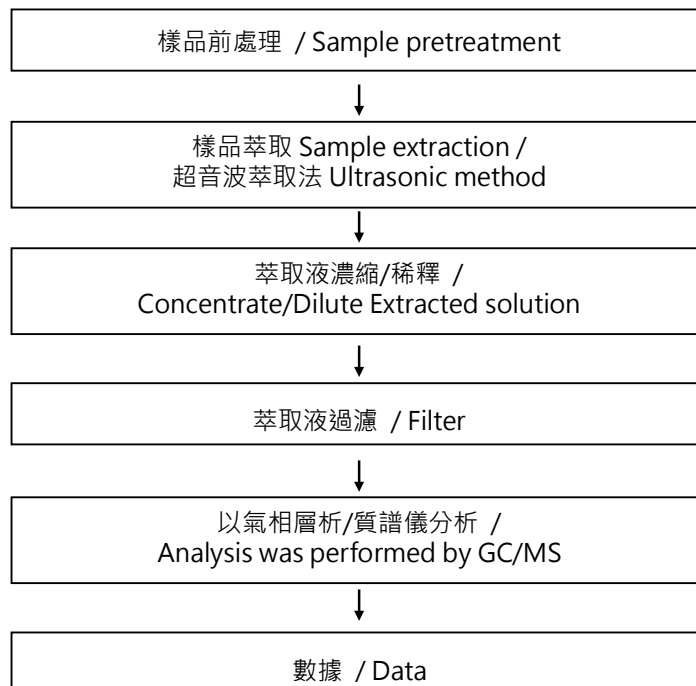 樣品前處理 / Sample pretreatment
樣品萃取 Sample extraction /
超音波萃取法 Ultrasonic method
萃取液濃縮/稀釋 /
Concentrate/Dilute Extracted solution
萃取液過濾 / Filter
以氣相層析/質譜儀分析 /
Analysis was performed by GC/MS
數據 / Data